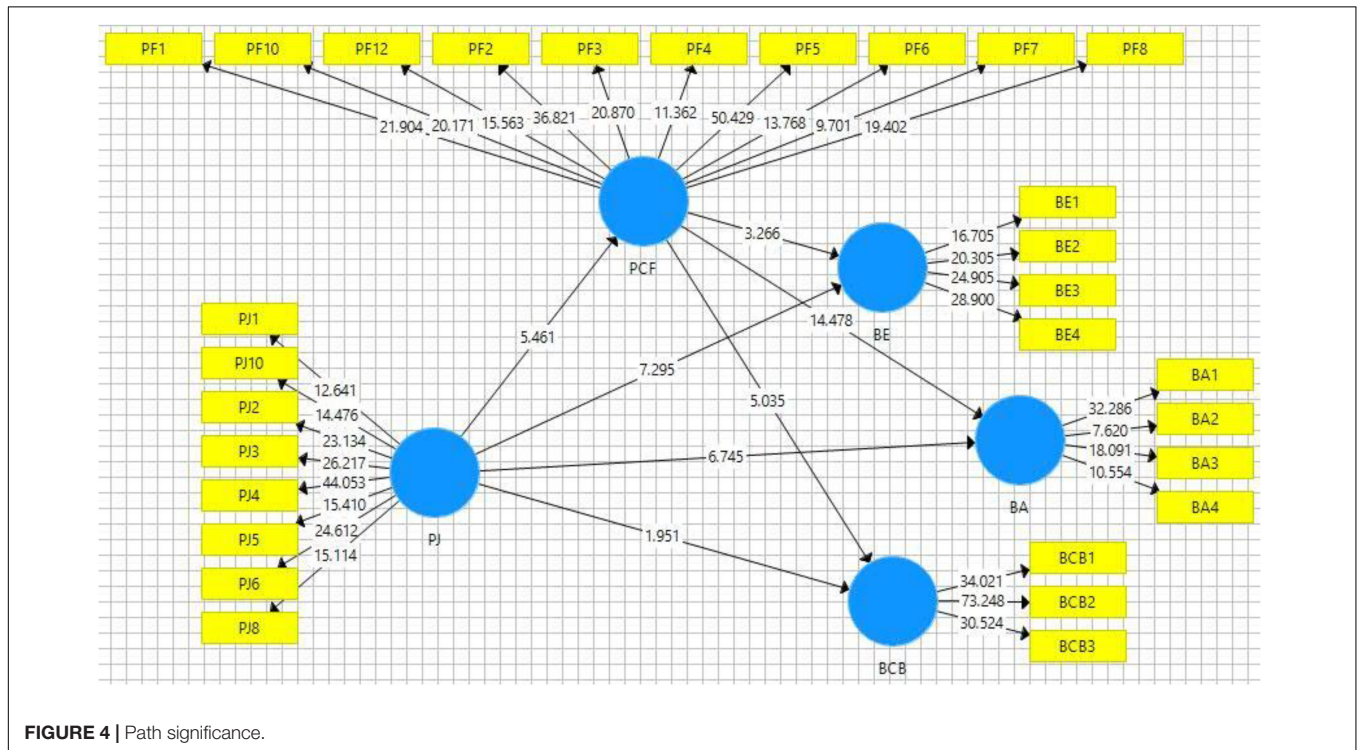 PF1 PF10 PF12 PF2 PF3 PF4 PF5 PF6 PF7 PF8
21.904 20.171 15.563 36.821 20.870 11.362 50.429 13.768 9.701 19.402
PCF
3.266
BE1
BE2
BE3
BE4
16.705
20.305
24.905
28.900
BE
14.478
5.461
7.295
5.035
6.745
1.951
PJ1
PJ10
PJ2
PJ3
PJ4
PJ5
PJ6
PJ8
12.641
14.476
23.134
26.217
44.053
15.410
24.612
15.114
PJ
BA1
BA2
BA3
BA4
32.286
7.620
18.091
10.554
BA
BCB1
BCB2
BCB3
34.021
73.248
30.524
BCB
FIGURE 4 | Path significance.